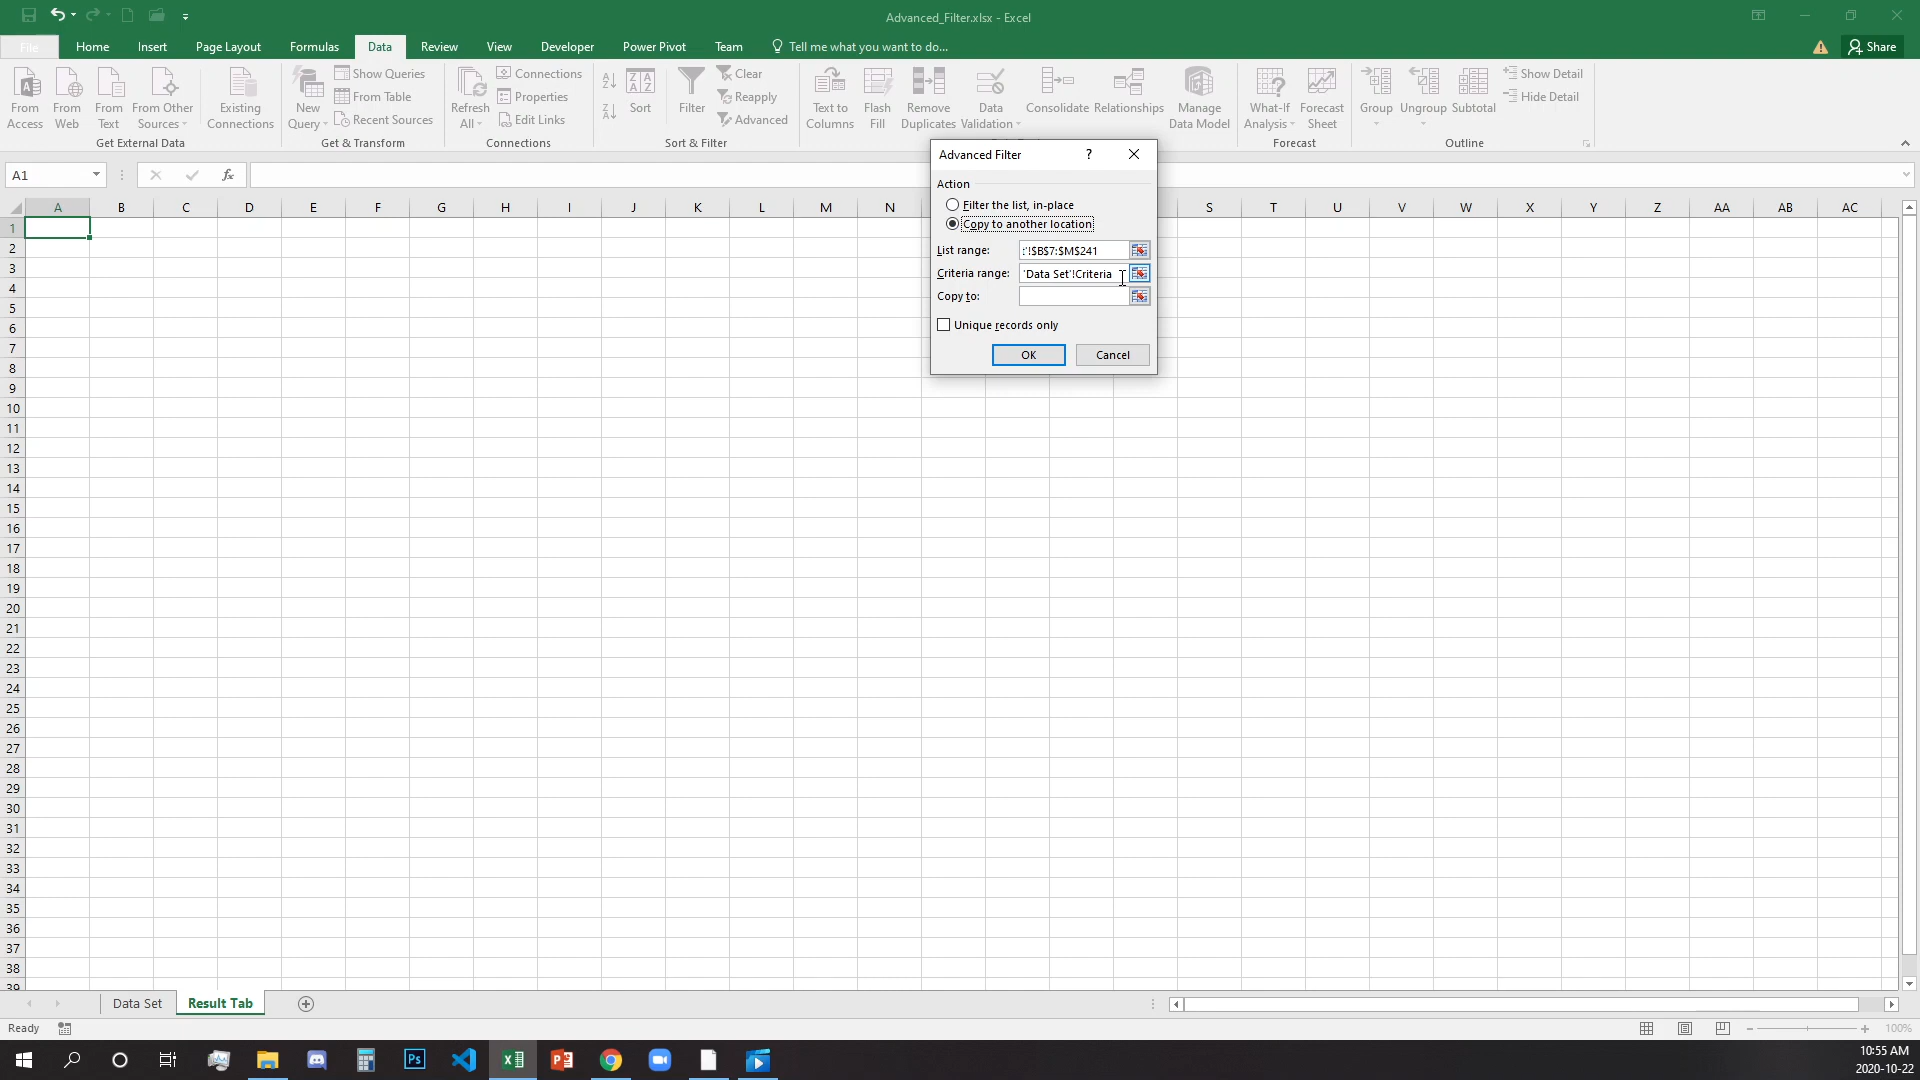 Advanced_Filter.xlsx - Excel
File Home Insert Page Layout Formulas Data Review View Developer Power Pivot Team Tell me what you want to do... Share
From Access
From Web
From Text
From Other Sources
Existing Connections
Get External Data
New Query
Show Queries
From Table
Recent Sources
Get & Transform
Refresh All
Connections
Properties
Edit Links
Connections
Sort
Filter
Clear
Reapply
Advanced
Sort & Filter
Text to Columns
Flash Fill
Remove Duplicates
Data Validation
Consolidate
Relationships
Manage Data Model
What-If Analysis
Forecast Sheet
Forecast
Group
Ungroup
Subtotal
Show Detail
Hide Detail
Outline
A1
fx
Advanced Filter ?
Action
Filter the list, in-place
Copy to another location
List range: :'!$B$7:$M$241
Criteria range: 'Data Set'!Criteria
Copy to:
Unique records only
OK Cancel
A B C D E F G H I J K L M N S T U V W X Y Z AA AB AC
1
2
3
4
5
6
7
8
9
10
11
12
13
14
15
16
17
18
19
20
21
22
23
24
25
26
27
28
29
30
31
32
33
34
35
36
37
38
39
Data Set Result Tab
Ready 100%
Ps
10:55 AM
2020-10-22